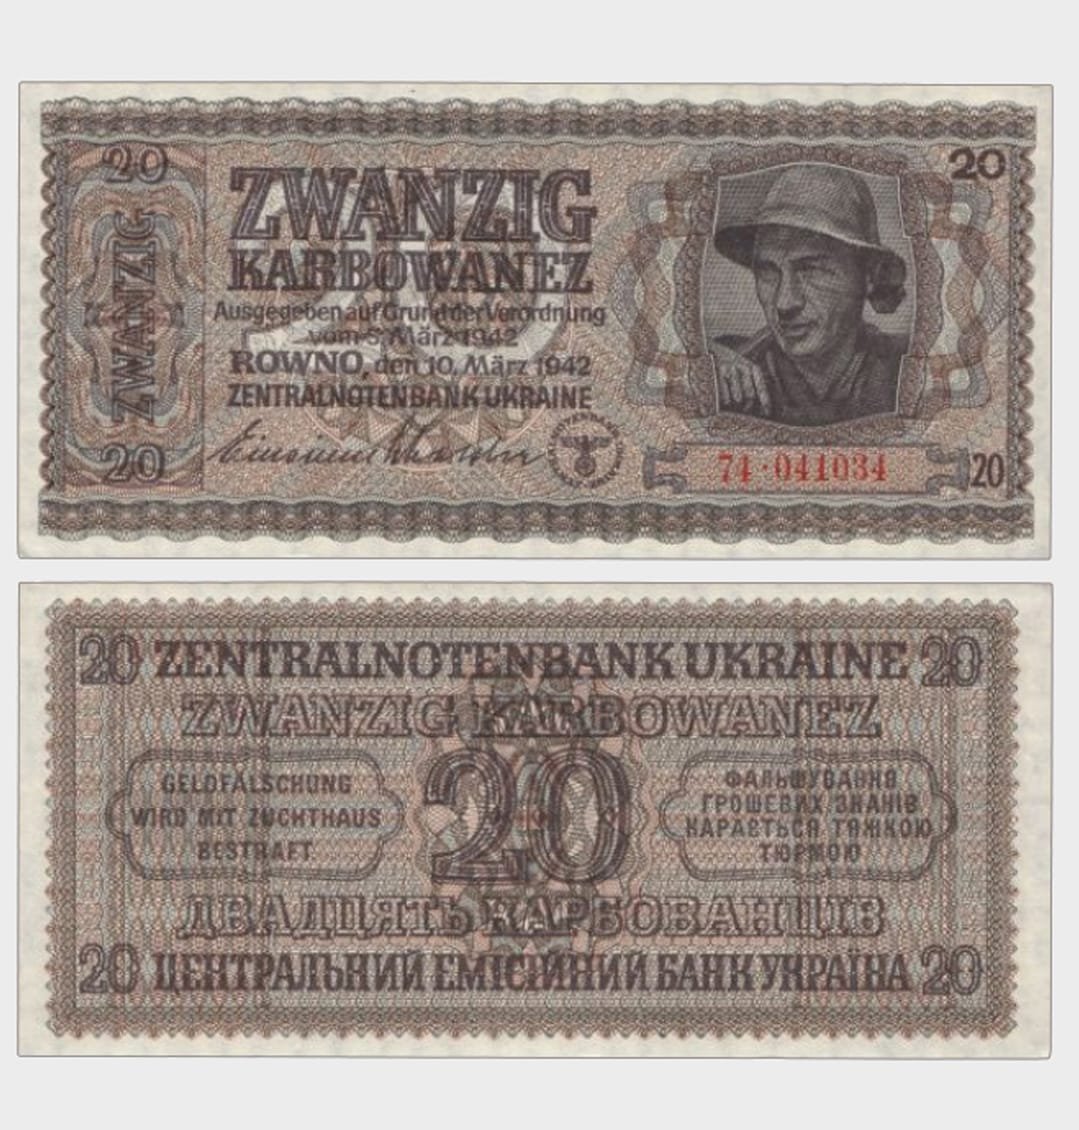 20
20
ZWANZIG
ZWANZIG
KARBOWANEZ
Ausgegeben auf Grund der Verordnung
vom 5. März 1942
ROWNO, den 10. März 1942
ZENTRALNOTENBANK UKRAINE
20
74·041034
20
20 ZENTRALNOTENBANK UKRAINE 20
ZWANZIG KARBOWANEZ
GELDFÄLSCHUNG
WIRD MIT ZUCHTHAUS
BESTRAFT
20
ФАЛЬШУВАННЯ
ГРОШЕВИХ ЗНАКІВ
КАРАЄТЬСЯ ТЯЖКОЮ
ТЮРМОЮ
ДВАДЦЯТЬ КАРБОВАНЦІВ
20 ЦЕНТРАЛЬНИЙ ЕМІСІЙНИЙ БАНК УКРАЇНА 20